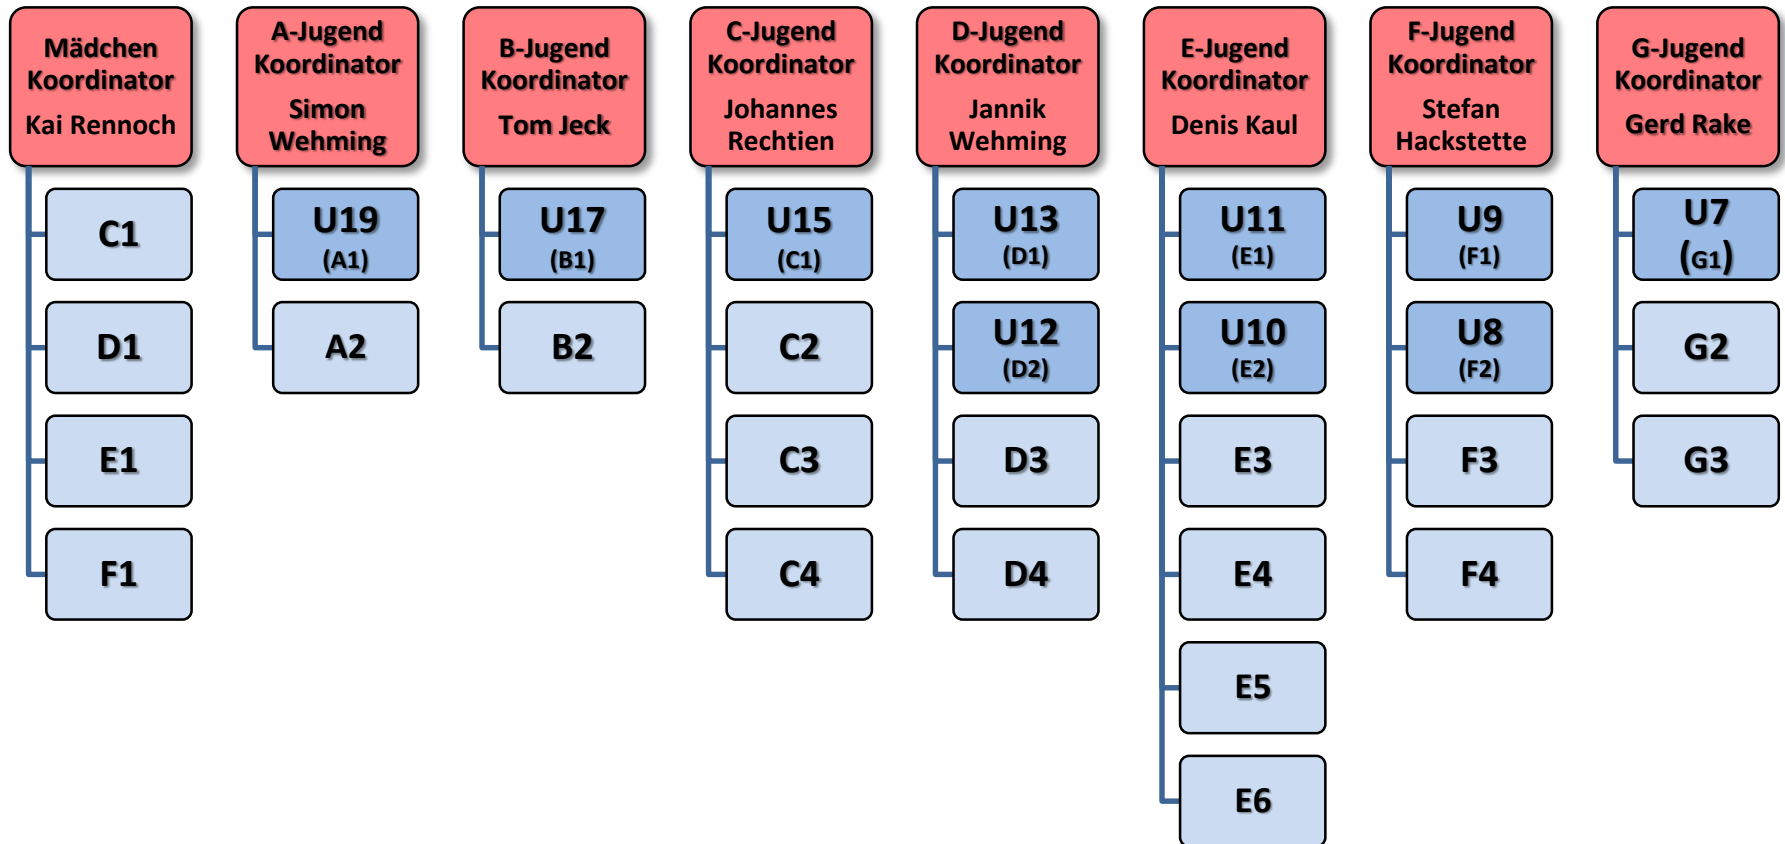 Mädchen
Koordinator
Kai Rennoch
C1
D1
E1
F1
A-Jugend
Koordinator
Simon
Wehming
U19
(A1)
A2
B-Jugend
Koordinator
Tom Jeck
U17
(B1)
B2
C-Jugend
Koordinator
Johannes
Rechtien
U15
(C1)
C2
C3
C4
D-Jugend
Koordinator
Jannik
Wehming
U13
(D1)
U12
(D2)
D3
D4
E-Jugend
Koordinator
Denis Kaul
U11
(E1)
U10
(E2)
E3
E4
E5
E6
F-Jugend
Koordinator
Stefan
Hackstette
U9
(F1)
U8
(F2)
F3
F4
G-Jugend
Koordinator
Gerd Rake
U7
(G1)
G2
G3